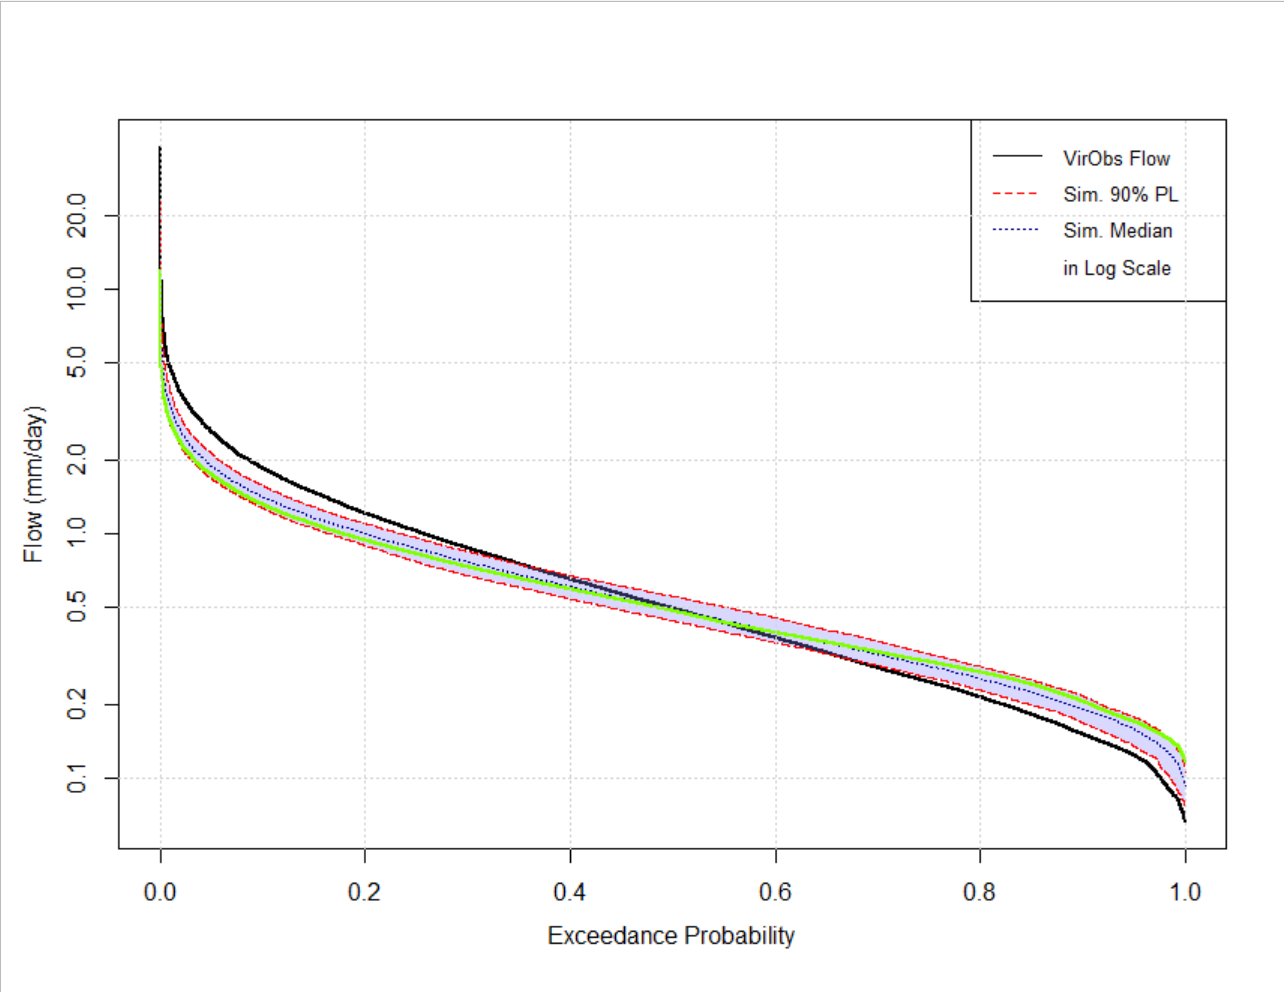 VirObs Flow
Sim. 90% PL
Sim. Median
in Log Scale
20.0
10.0
5.0
2.0
1.0
0.5
0.2
0.1
Flow (mm/day)
0.0 0.2 0.4 0.6 0.8 1.0
Exceedance Probability